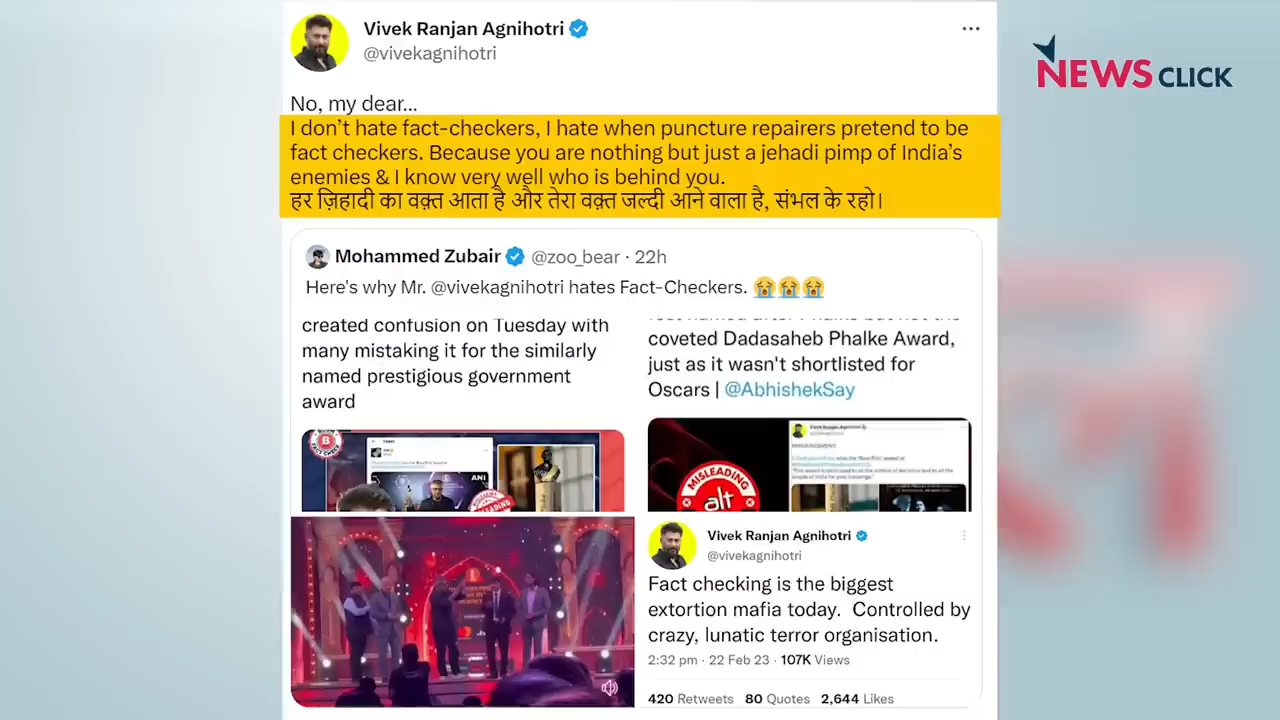 Vivek Ranjan Agnihotri
@vivekagnihotri
NEWS CLICK
No, my dear...
I don't hate fact-checkers, I hate when puncture repairers pretend to be
fact checkers. Because you are nothing but just a jehadi pimp of India's
enemies & I know very well who is behind you.
हर ज़िहादी का वक़्त आता है और तेरा वक़्त जल्दी आने वाला है, संभल के रहो।
Mohammed Zubair @zoo_bear · 22h
Here's why Mr. @vivekagnihotri hates Fact-Checkers. 😭😭😭
created confusion on Tuesday with
many mistaking it for the similarly
named prestigious government
award
coveted Dadasaheb Phalke Award,
just as it wasn't shortlisted for
Oscars | @AbhishekSay
B
FACT CHECK
ANI
MISLEADING
alt
Vivek Ranjan Agnihotri
@vivekagnihotri
Fact checking is the biggest
extortion mafia today. Controlled by
crazy, lunatic terror organisation.
2:32 pm · 22 Feb 23 · 107K Views
420 Retweets 80 Quotes 2,644 Likes